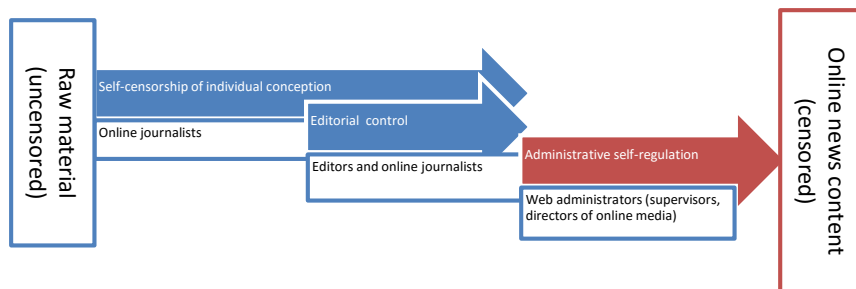 Raw material
(uncensored)
Self-censorship of individual conception
Online journalists
Editorial control
Editors and online journalists
Administrative self-regulation
Web administrators (supervisors,
directors of online media)
Online news content
(censored)